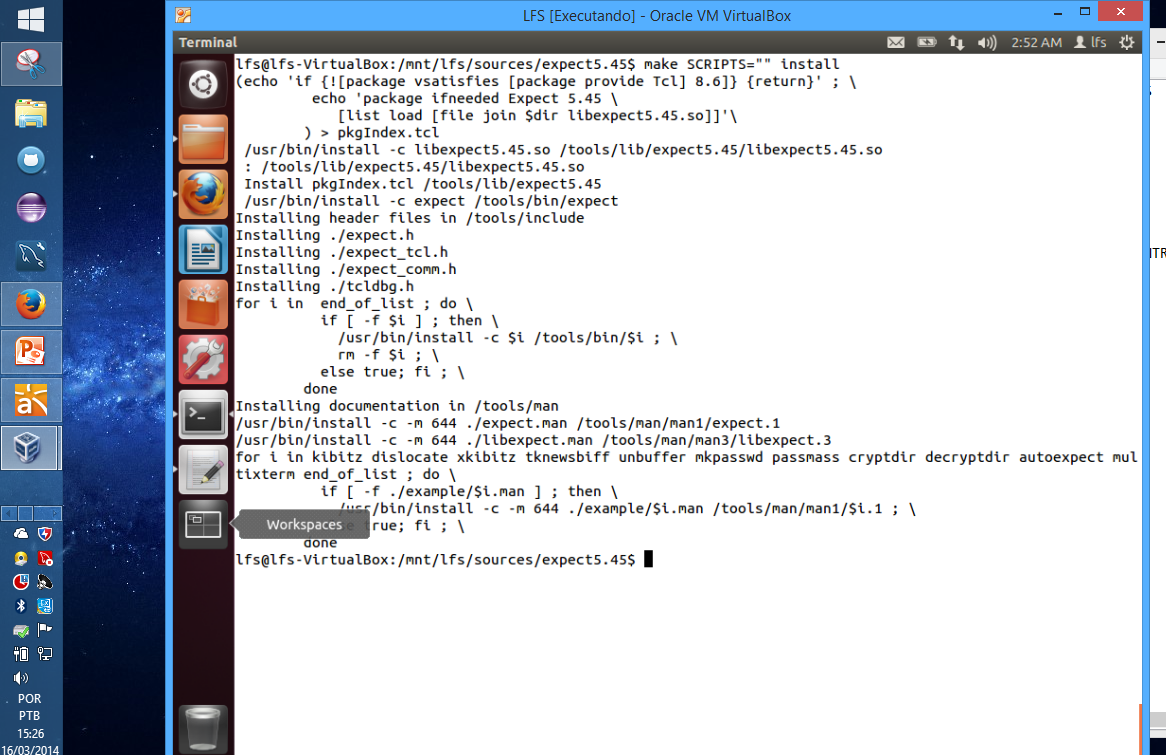 LFS [Executando] - Oracle VM VirtualBox
Terminal
2:52 AM lfs
lfs@lfs-VirtualBox:/mnt/lfs/sources/expect5.45$ make SCRIPTS="" install
(echo 'if {![package vsatisfies [package provide Tcl] 8.6]} {return}' ; \
echo 'package ifneeded Expect 5.45 \
[list load [file join $dir libexpect5.45.so]]'\
) > pkgIndex.tcl
/usr/bin/install -c libexpect5.45.so /tools/lib/expect5.45/libexpect5.45.so
: /tools/lib/expect5.45/libexpect5.45.so
Install pkgIndex.tcl /tools/lib/expect5.45
/usr/bin/install -c expect /tools/bin/expect
Installing header files in /tools/include
Installing ./expect.h
Installing ./expect_tcl.h
Installing ./expect_comm.h
Installing ./tcldbg.h
for i in  end_of_list ; do \
if [ -f $i ] ; then \
/usr/bin/install -c $i /tools/bin/$i ; \
rm -f $i ; \
else true; fi ; \
done
Installing documentation in /tools/man
/usr/bin/install -c -m 644 ./expect.man /tools/man/man1/expect.1
/usr/bin/install -c -m 644 ./libexpect.man /tools/man/man3/libexpect.3
for i in kibitz dislocate xkibitz tknewsbiff unbuffer mkpasswd passmass cryptdir decryptdir autoexpect mul
tixterm end_of_list ; do \
if [ -f ./example/$i.man ] ; then \
/usr/bin/install -c -m 644 ./example/$i.man /tools/man/man1/$i.1 ; \
Workspaces
true; fi ; \
done
lfs@lfs-VirtualBox:/mnt/lfs/sources/expect5.45$
POR
PTB
15:26
16/03/2014